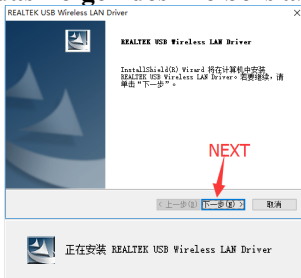 REALTEK USB Wireless LAN Driver
REALTEK USB Wireless LAN Driver
InstallShield(R) Wizard 将在计算机中安装
REALTEK USB Wireless LAN Driver。若要继续，请
单击“下一步”。
NEXT
< 上一步(B) 下一步(N) > 取消
正在安装 REALTEK USB Wireless LAN Driver